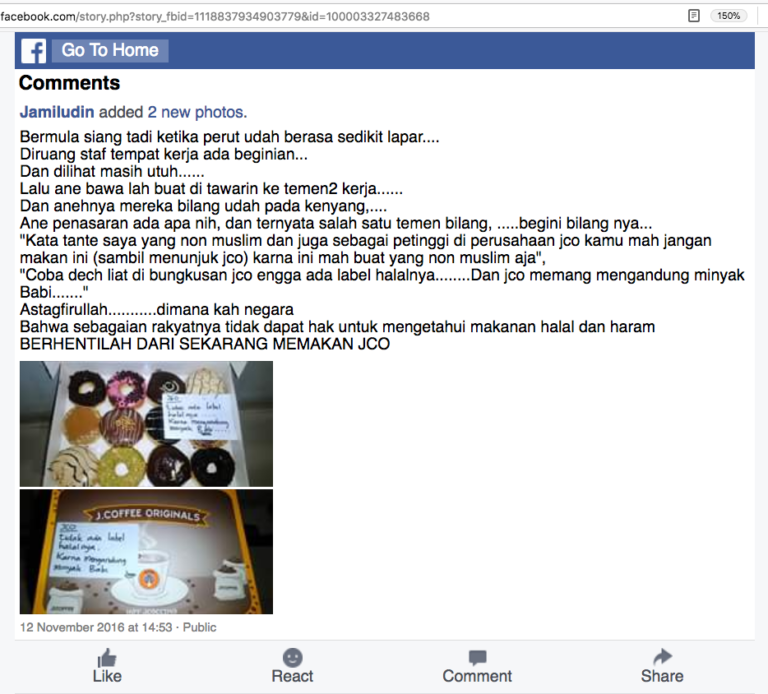 facebook.com/story.php?story_fbid=1118837934903779&id=100003327483668
150%
Go To Home
Comments
Jamiludin added 2 new photos.
Bermula siang tadi ketika perut udah berasa sedikit lapar....
Diruang staf tempat kerja ada beginian...
Dan dilihat masih utuh......
Lalu ane bawa lah buat di tawarin ke temen2 kerja......
Dan anehnya mereka bilang udah pada kenyang,....
Ane penasaran ada apa nih, dan ternyata salah satu temen bilang, .....begini bilang nya...
"Kata tante saya yang non muslim dan juga sebagai petinggi di perusahaan jco kamu mah jangan
makan ini (sambil menunjuk jco) karna ini mah buat yang non muslim aja",
"Coba dech liat di bungkusan jco engga ada label halalnya........Dan jco memang mengandung minyak
Babi......."
Astagfirullah...........dimana kah negara
Bahwa sebagaian rakyatnya tidak dapat hak untuk mengetahui makanan halal dan haram
BERHENTILAH DARI SEKARANG MEMAKAN JCO
JCO
tidak ada label
halalnya
Karna mengandung
minyak Babi
J.COFFEE ORIGINALS
JCO
tidak ada label
halalnya.
Karna Mengandung
Minyak Babi
12 November 2016 at 14:53 · Public
Like
React
Comment
Share